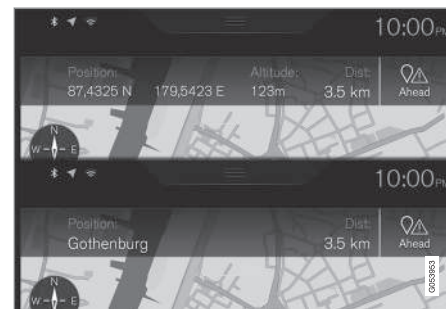 10:00PM
Position: Altitude: Dist:
87,4325 N 179,5423 E 123m 3.5 km Ahead
N
W E
10:00PM
Position: Dist:
Gothenburg 3.5 km Ahead
N
W E
G053953